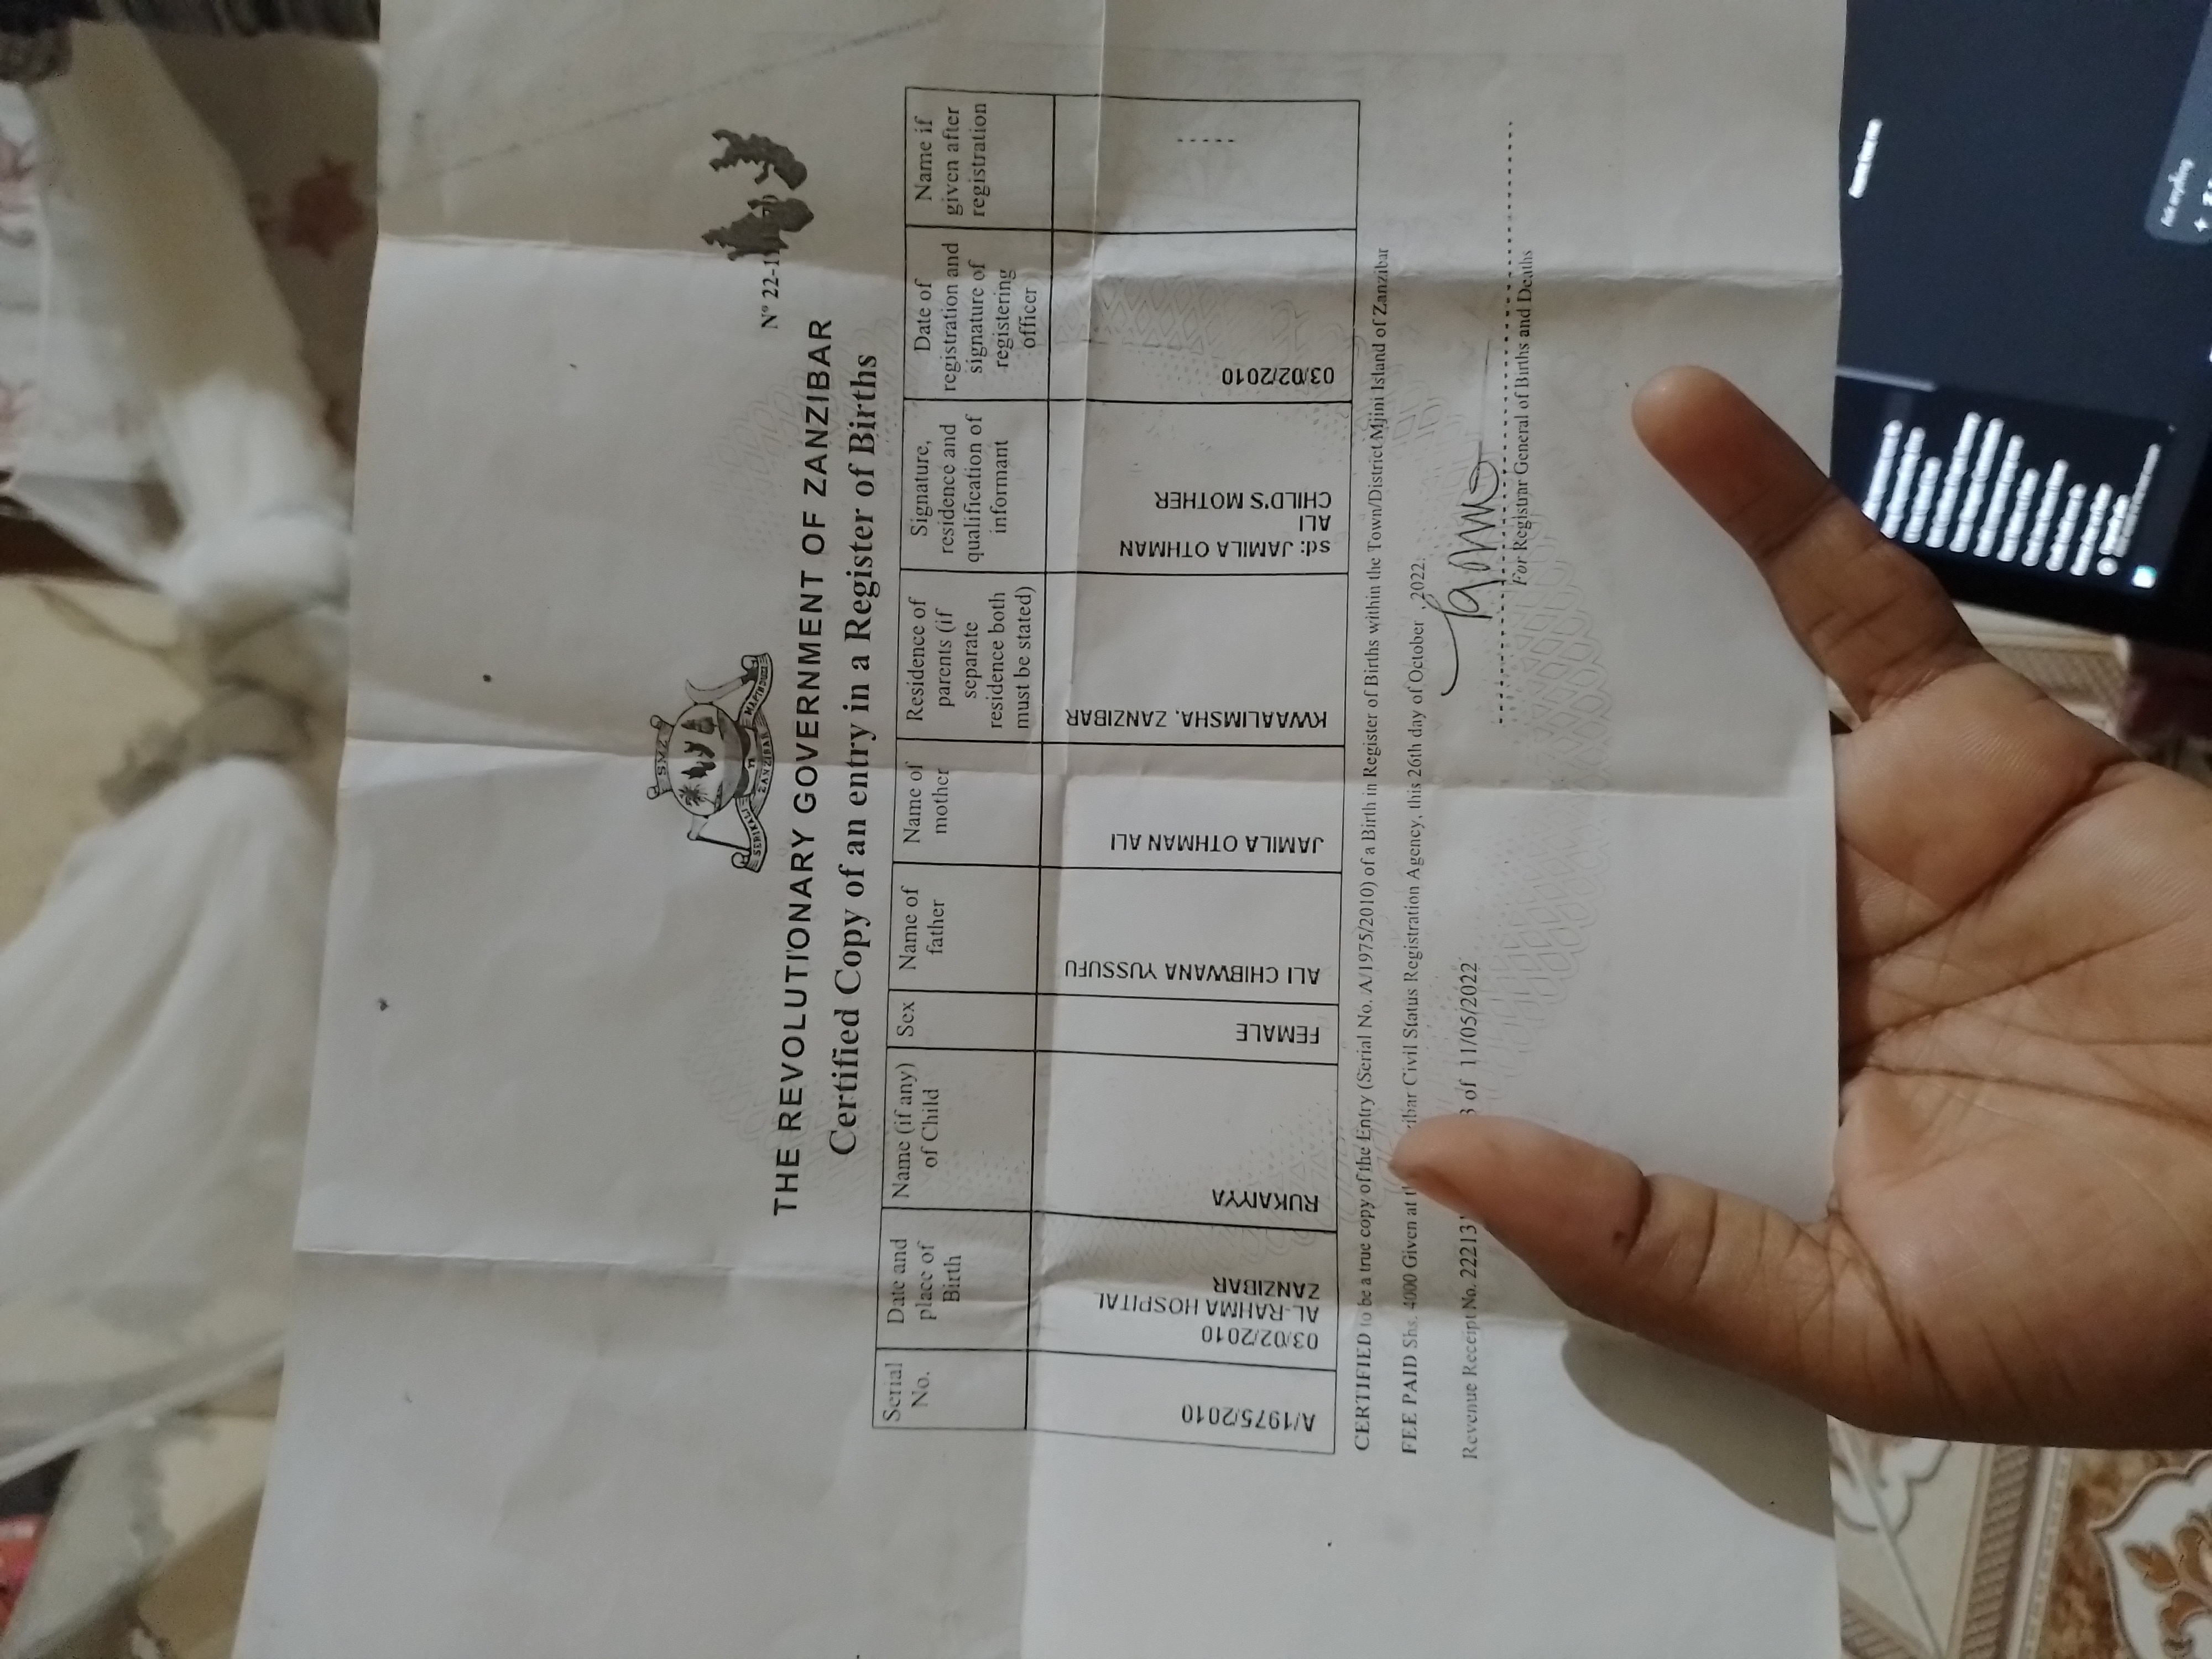 SMZ
SERIKALI YA MAPINDUZI
ZANZIBAR
Nº 22-1
THE REVOLUTIONARY GOVERNMENT OF ZANZIBAR
Certified Copy of an entry in a Register of Births
Serial No.
Date and place of Birth
Name (if any) of Child
Sex
Name of father
Name of mother
Residence of parents (if separate residence both must be stated)
Signature, residence and qualification of informant
Date of registration and signature of registering officer
Name if given after registration
A/1975/2010
03/02/2010
AL-RAHMA HOSPITAL
ZANZIBAR
RUKAIYYA
FEMALE
ALI CHIBWANA YUSSUFU
JAMILA OTHMAN ALI
KWAALIMSHA, ZANZIBAR
sd: JAMILA OTHMAN
ALI
CHILD'S MOTHER
03/02/2010
-----
CERTIFIED to be a true copy of the Entry (Serial No. A/1975/2010) of a Birth in Register of Births within the Town/District Mjini Island of Zanzibar
FEE PAID Shs. 4000 Given at Civil Status Registration Agency, this 26th day of October , 2022.
Revenue Receipt No. 22213 of 11/05/2022
For Registrar General of Births and Deaths
Ask anything